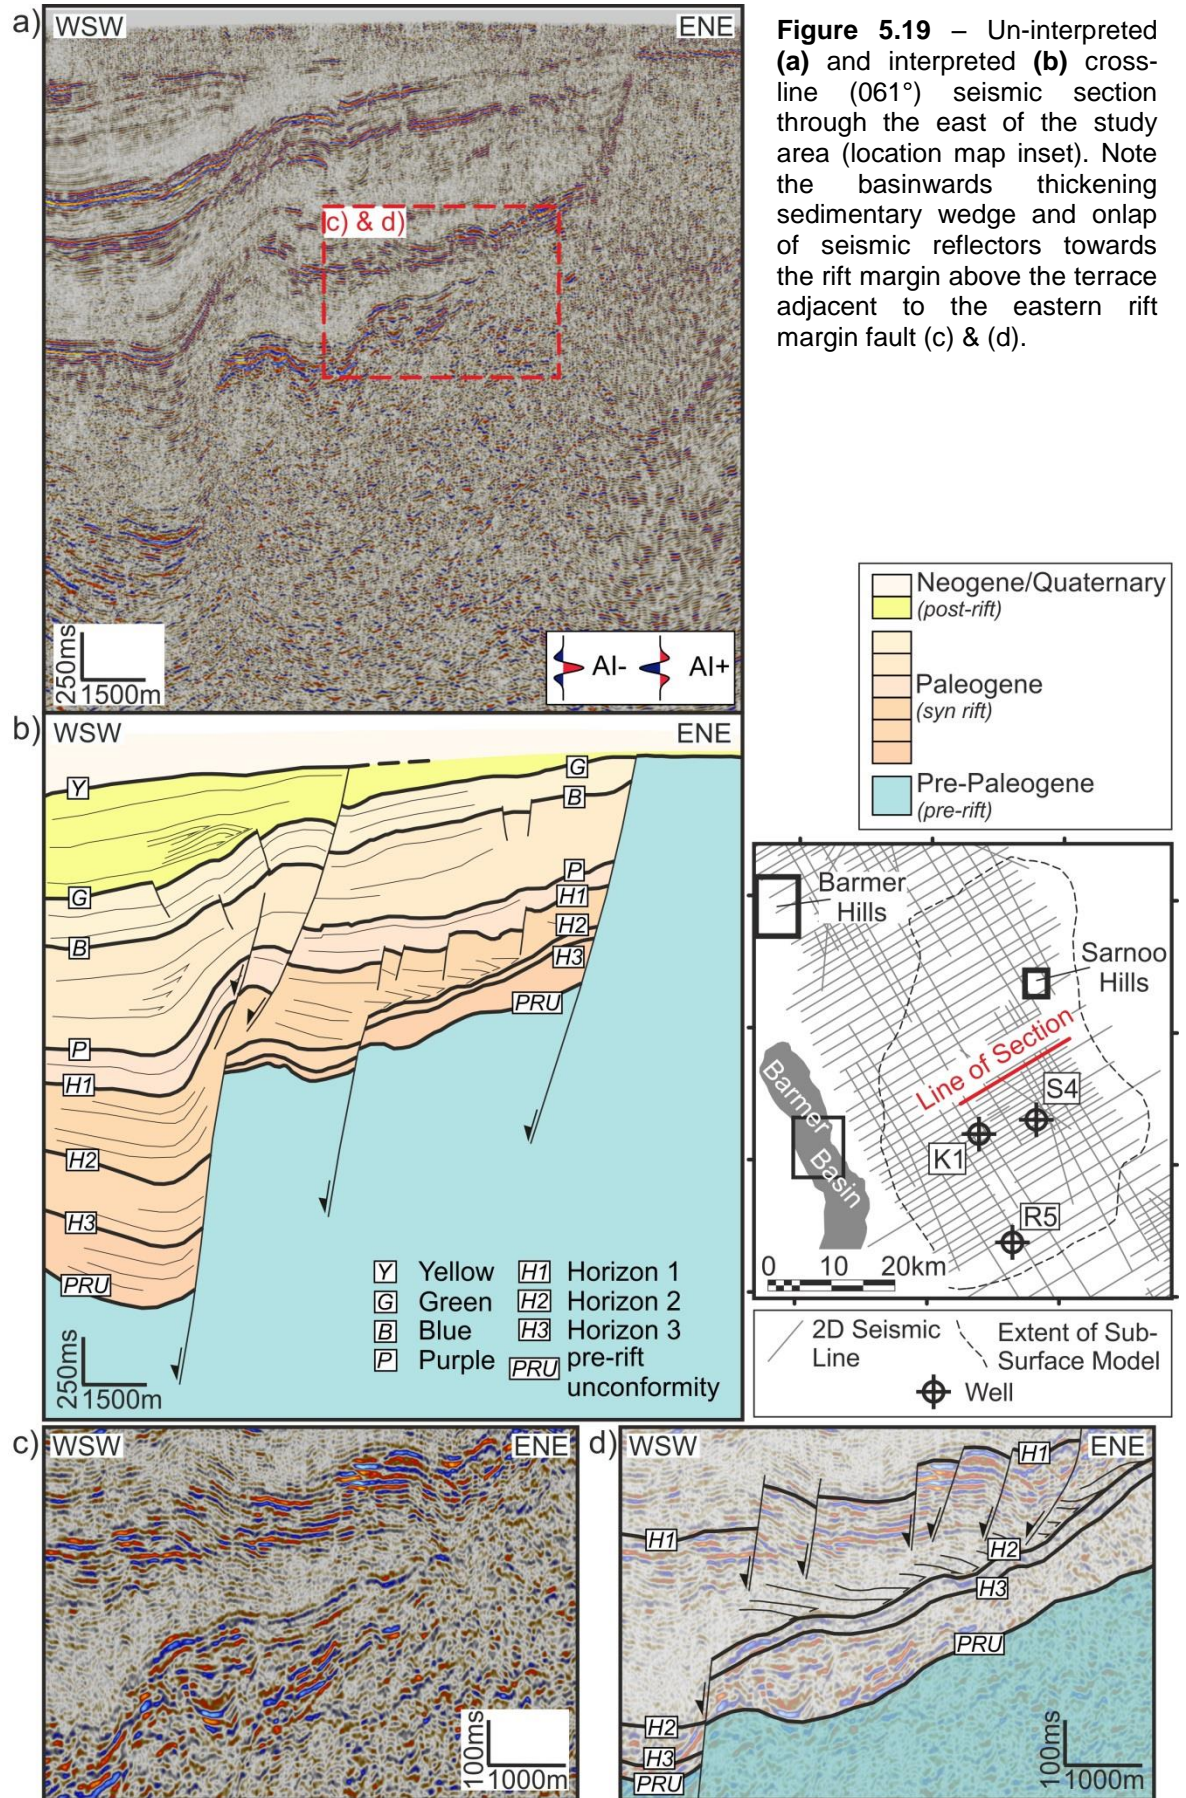 a)
WSW
ENE
c) & d)
250ms
1500m
AI-
AI+
Figure 5.19 – Un-interpreted
(a) and interpreted (b) cross-
line (061°) seismic section
through the east of the study
area (location map inset). Note
the basinwards thickening
sedimentary wedge and onlap
of seismic reflectors towards
the rift margin above the terrace
adjacent to the eastern rift
margin fault (c) & (d).
Neogene/Quaternary
(post-rift)
Paleogene
(syn rift)
Pre-Paleogene
(pre-rift)
b)
WSW
ENE
Y
G
B
P
H1
H2
H3
PRU
G
B
P
H1
H2
H3
PRU
Y Yellow
G Green
B Blue
P Purple
H1 Horizon 1
H2 Horizon 2
H3 Horizon 3
PRU pre-rift
unconformity
250ms
1500m
Barmer
Hills
Sarnoo
Hills
Line of Section
S4
K1
R5
Barmer
Basin
0 10 20km
2D Seismic
Line
Extent of Sub-
Surface Model
Well
c)
WSW
ENE
100ms
1000m
d)
WSW
ENE
H1
H1
H2
H3
PRU
H2
H3
PRU
100ms
1000m